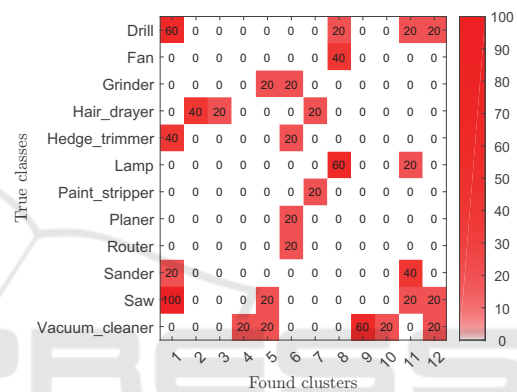 True classes
Drill 60 0 0 0 0 0 0 20 0 0 20 20
Fan 0 0 0 0 0 0 0 40 0 0 0 0
Grinder 0 0 0 0 20 20 0 0 0 0 0 0
Hair_drayer 0 40 20 0 0 0 20 0 0 0 0 0
Hedge_trimmer 40 0 0 0 0 20 0 0 0 0 0 0
Lamp 0 0 0 0 0 0 0 60 0 0 20 0
Paint_stripper 0 0 0 0 0 0 20 0 0 0 0 0
Planer 0 0 0 0 0 20 0 0 0 0 0 0
Router 0 0 0 0 0 20 0 0 0 0 0 0
Sander 20 0 0 0 0 0 0 0 0 0 40 0
Saw 100 0 0 0 20 0 0 0 0 0 20 20
Vacuum_cleaner 0 0 0 20 20 0 0 0 60 20 0 20
1 2 3 4 5 6 7 8 9 10 11 12
Found clusters
100
90
80
70
60
50
40
30
20
10
0